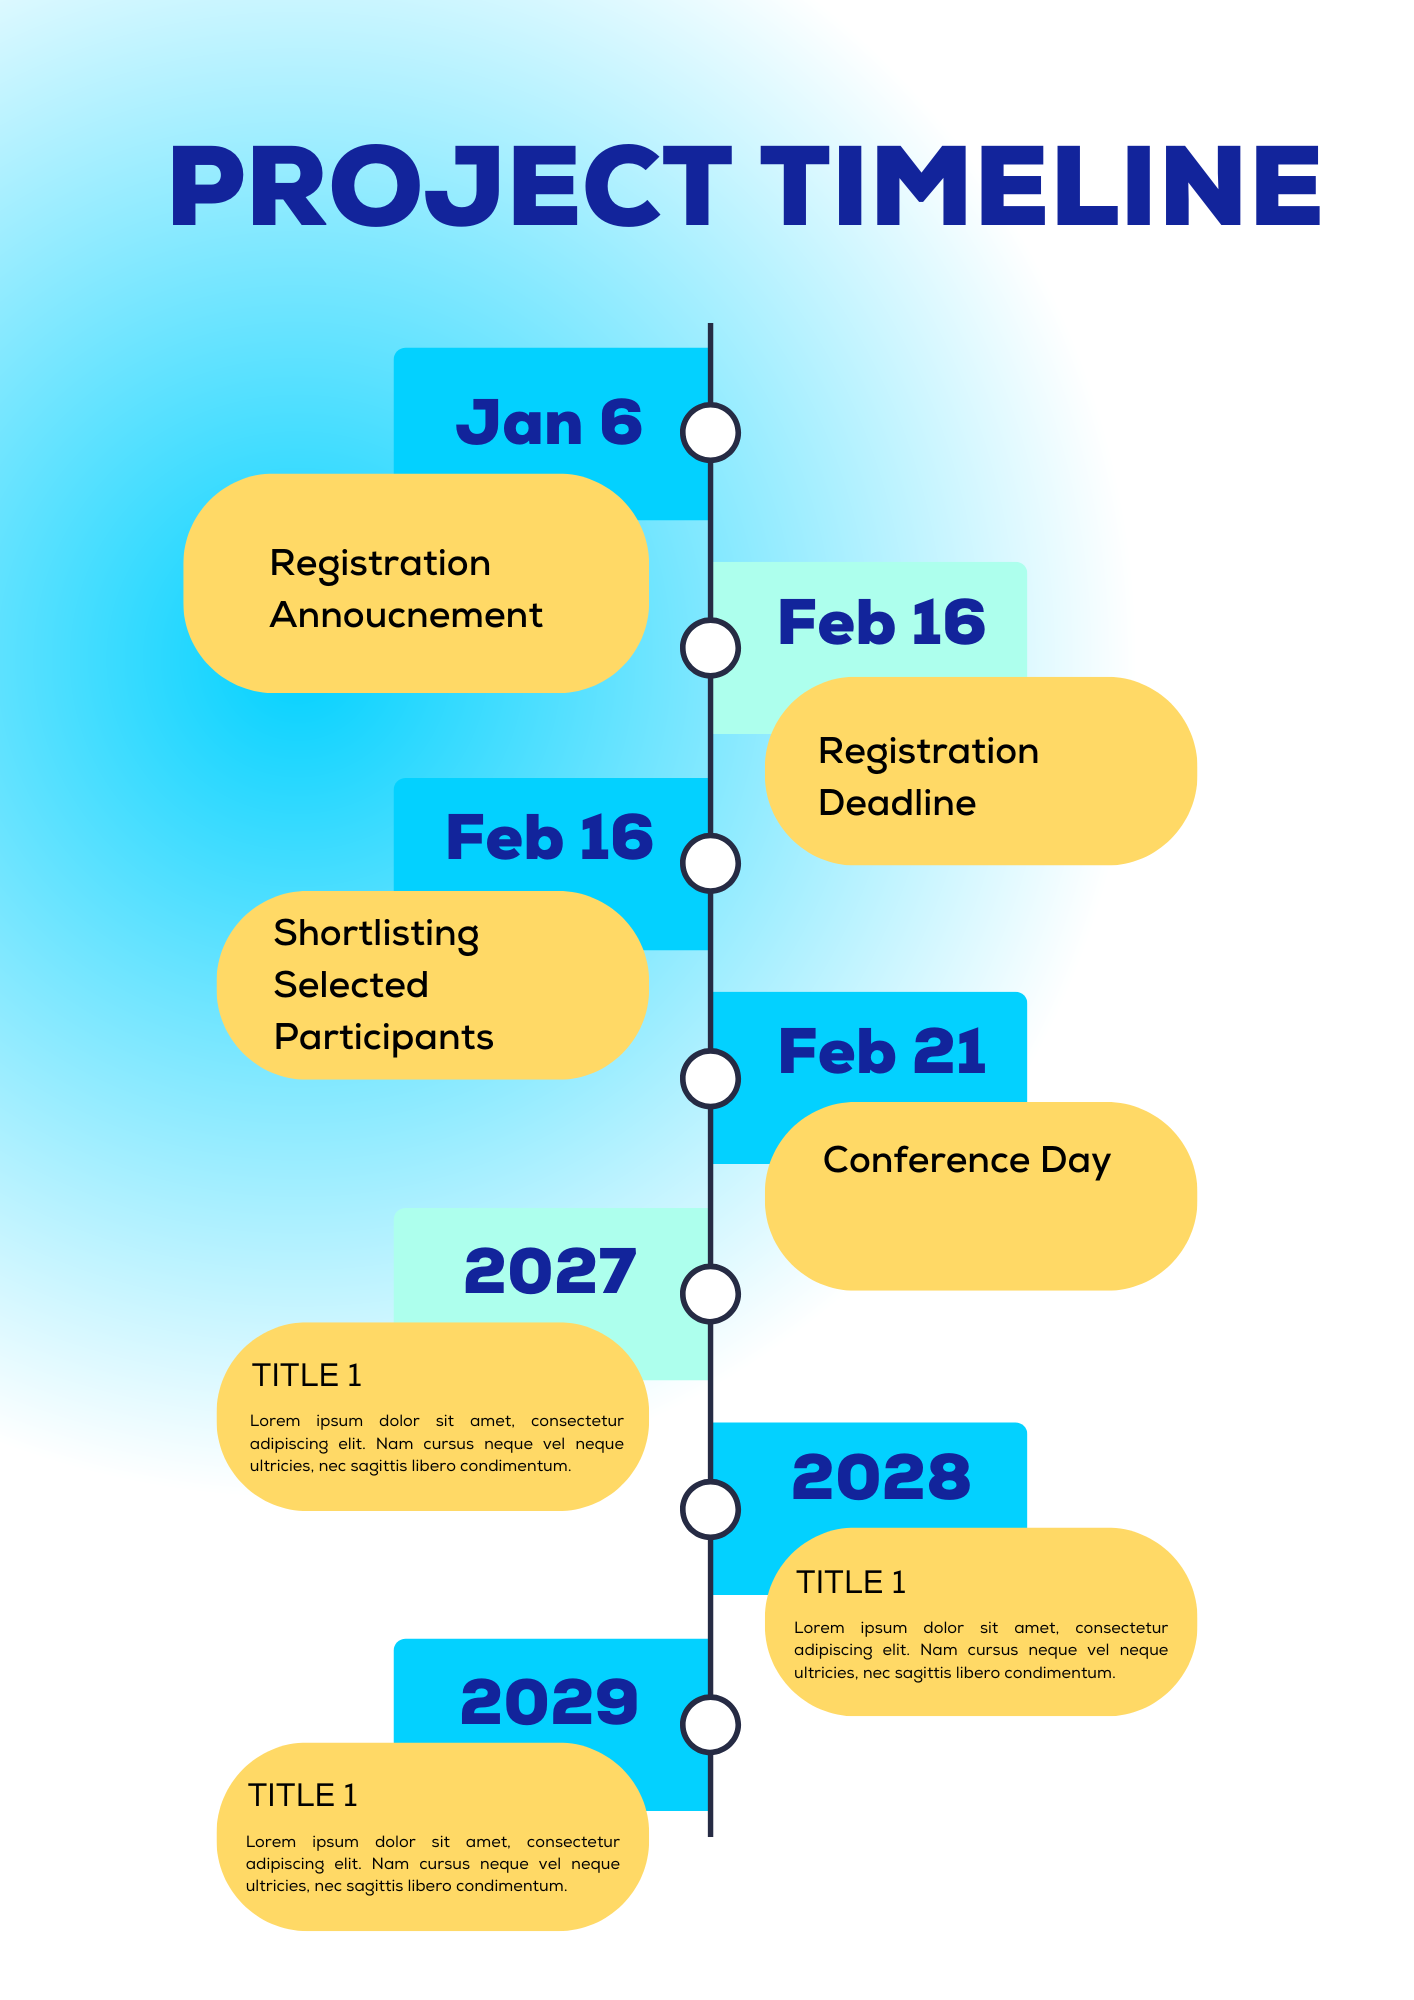 PROJECT TIMELINE
Jan 6
Registration
Annoucnement
Feb 16
Registration
Deadline
Feb 16
Shortlisting
Selected
Participants
Feb 21
Conference Day
2027
TITLE 1
Lorem ipsum dolor sit amet, consectetur
adipiscing elit. Nam cursus neque vel neque
ultricies, nec sagittis libero condimentum.
2028
TITLE 1
Lorem ipsum dolor sit amet, consectetur
adipiscing elit. Nam cursus neque vel neque
ultricies, nec sagittis libero condimentum.
2029
TITLE 1
Lorem ipsum dolor sit amet, consectetur
adipiscing elit. Nam cursus neque vel neque
ultricies, nec sagittis libero condimentum.